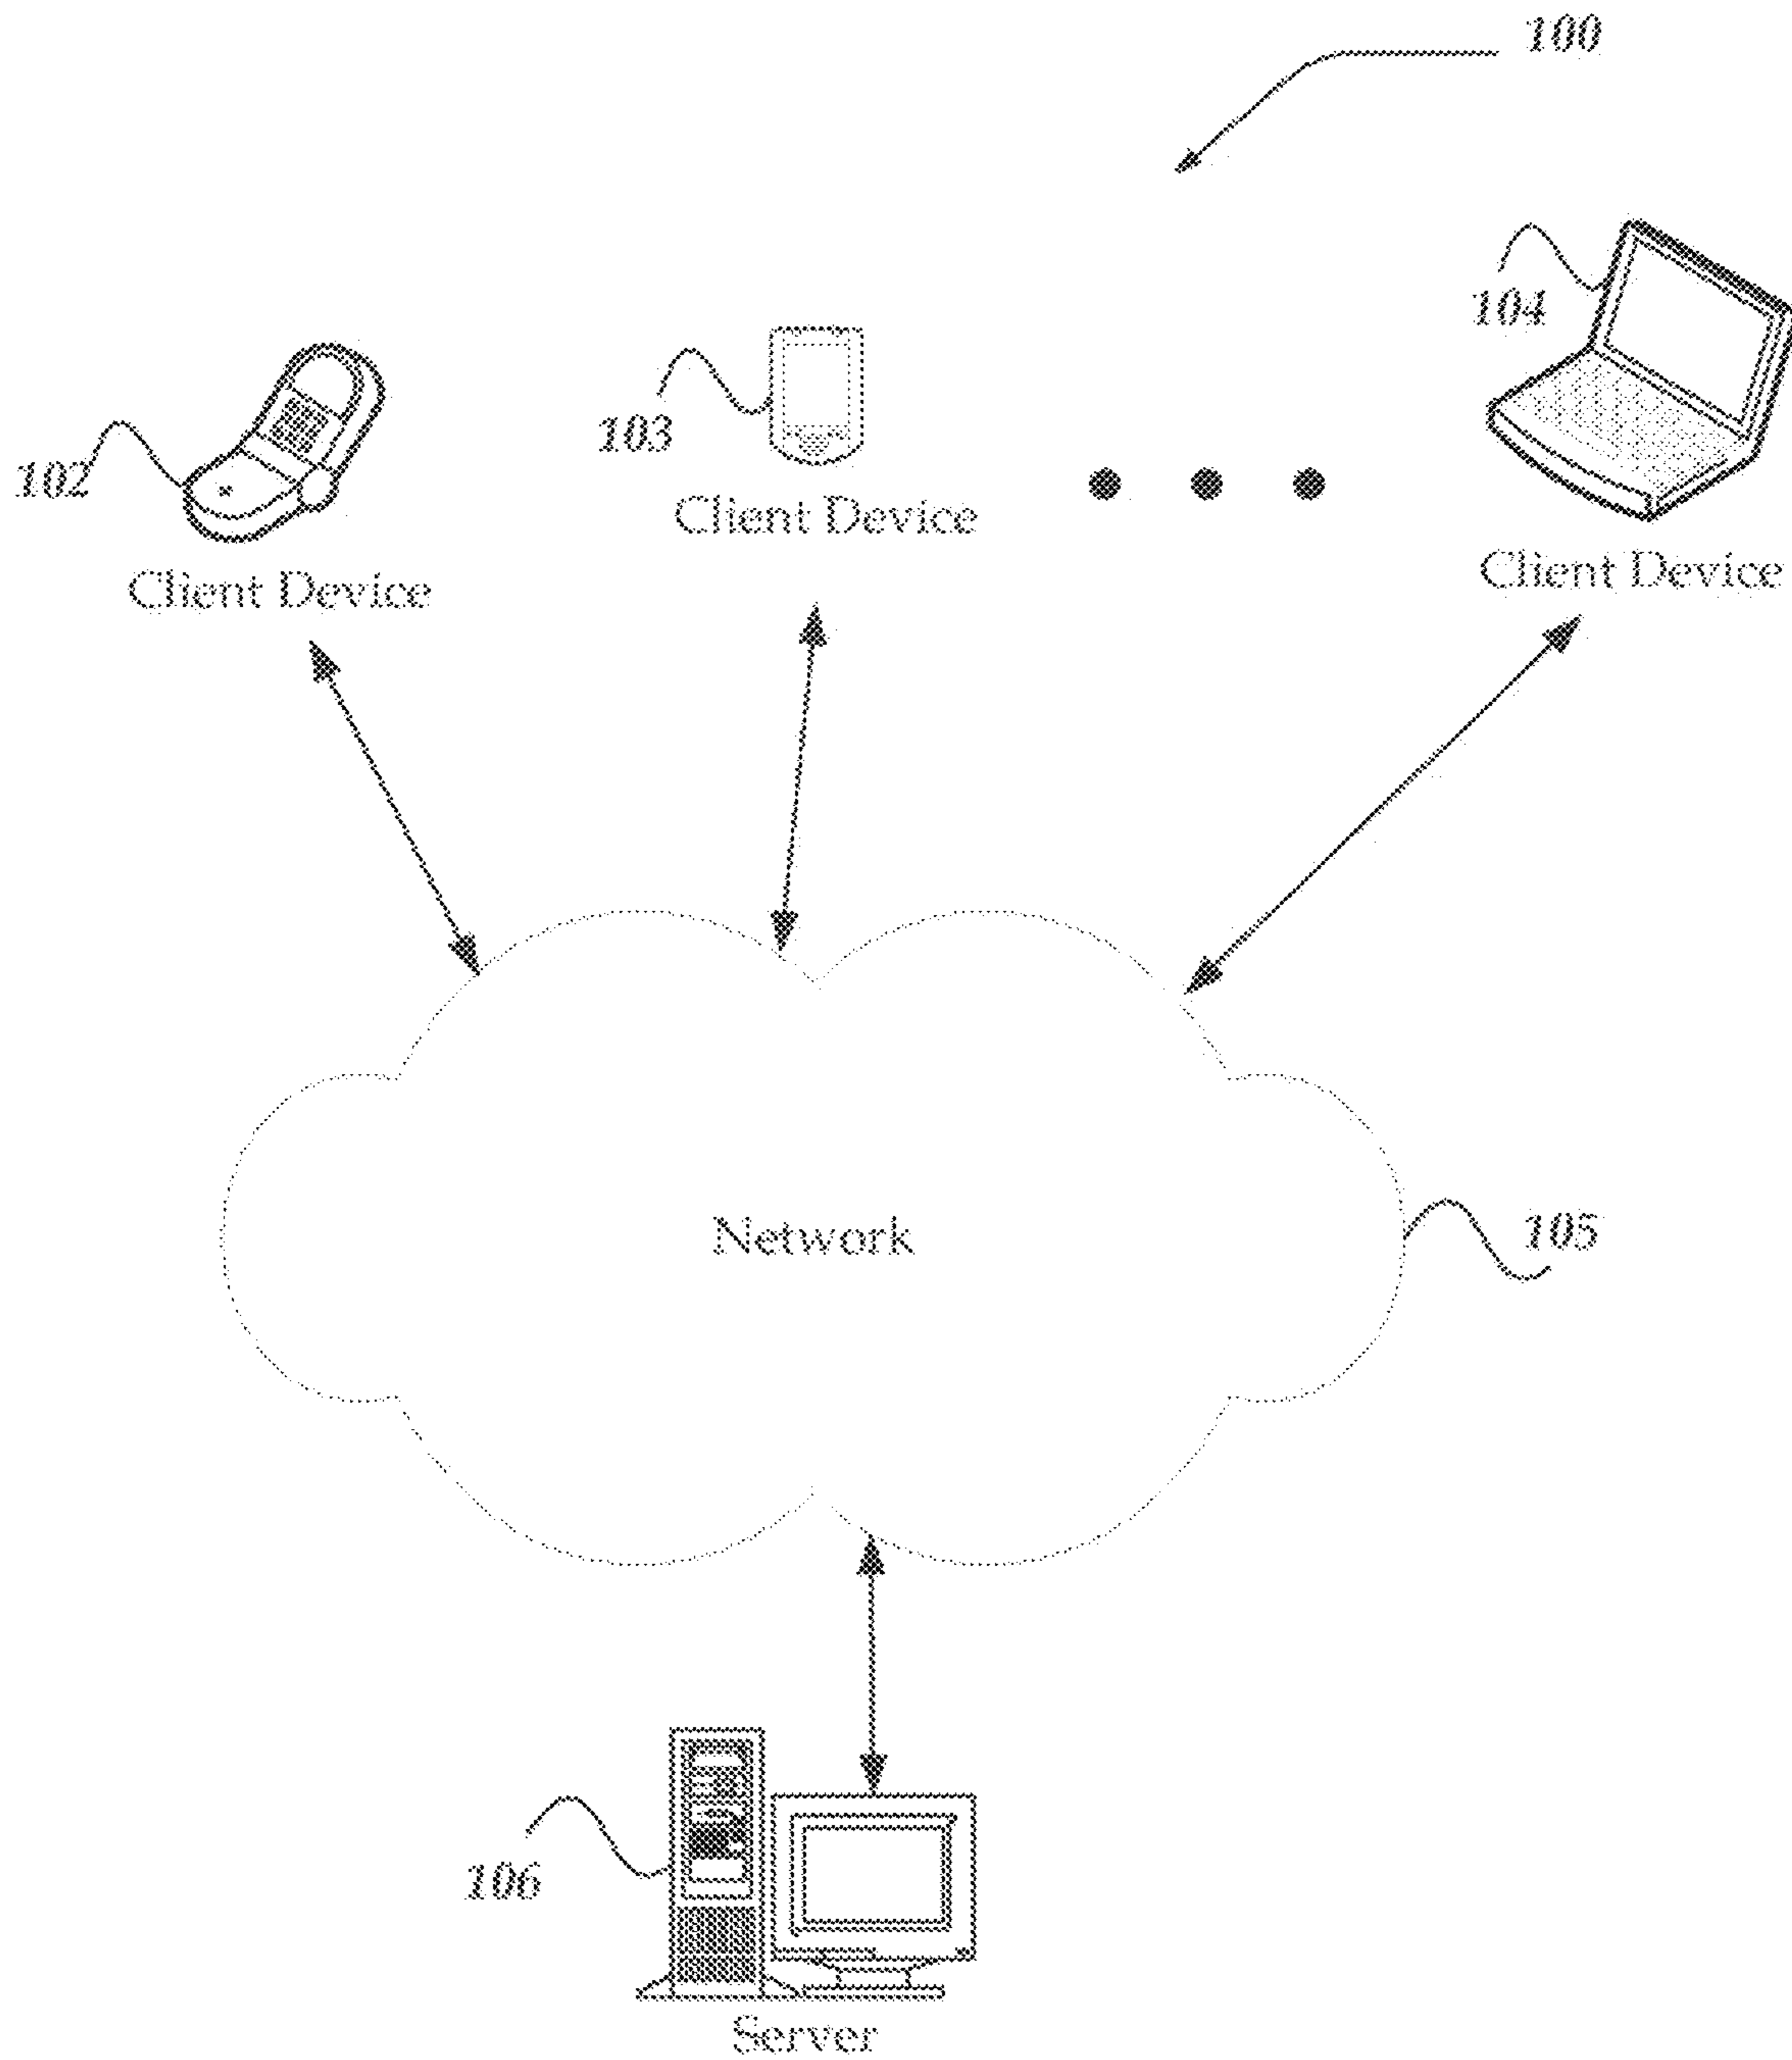 100
104
103
102
Client Device
Client Device
Client Device
Network
105
106
Server